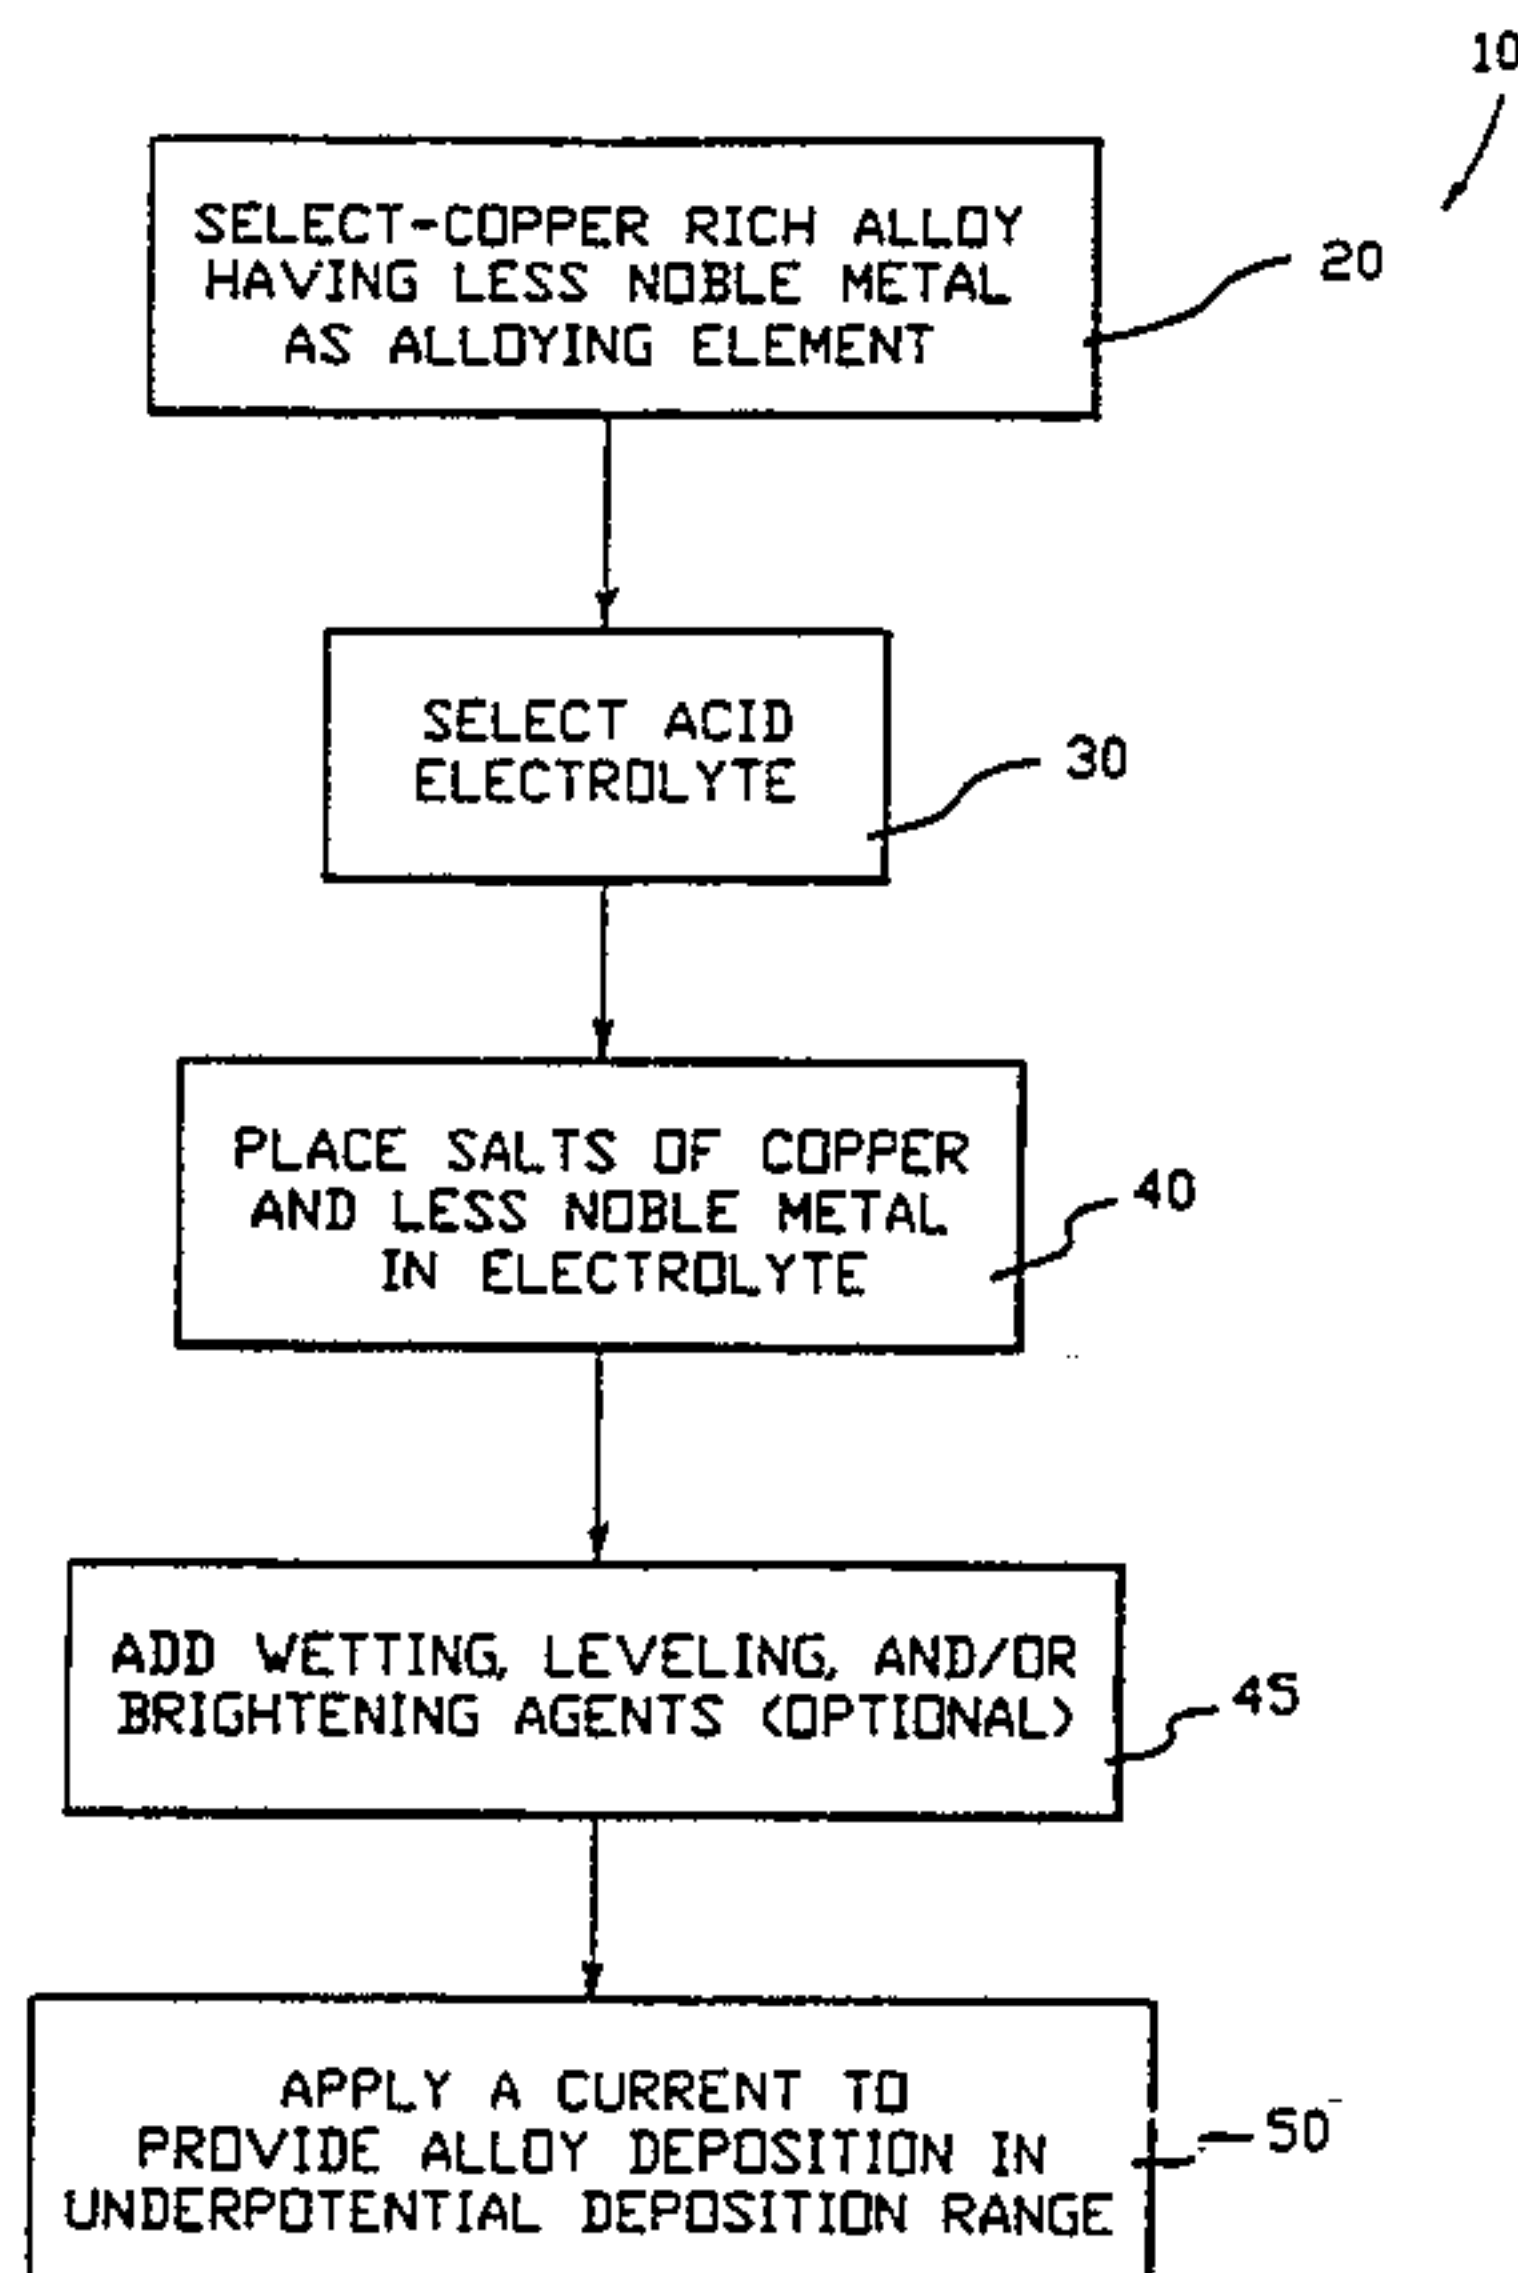 10
SELECT-COPPER RICH ALLOY
HAVING LESS NOBLE METAL
AS ALLOYING ELEMENT
20
SELECT ACID
ELECTROLYTE
30
PLACE SALTS OF COPPER
AND LESS NOBLE METAL
IN ELECTROLYTE
40
ADD WETTING, LEVELING, AND/OR
BRIGHTENING AGENTS (OPTIONAL)
45
APPLY A CURRENT TO
PROVIDE ALLOY DEPOSITION IN
UNDERPOTENTIAL DEPOSITION RANGE
50